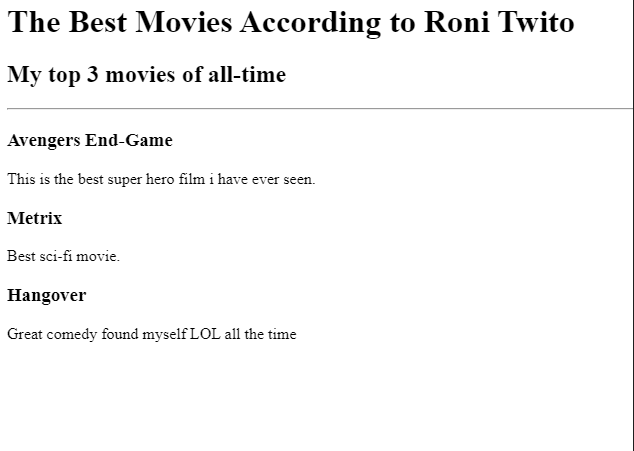 The Best Movies According to Roni Twito
My top 3 movies of all-time
Avengers End-Game
This is the best super hero film i have ever seen.
Metrix
Best sci-fi movie.
Hangover
Great comedy found myself LOL all the time